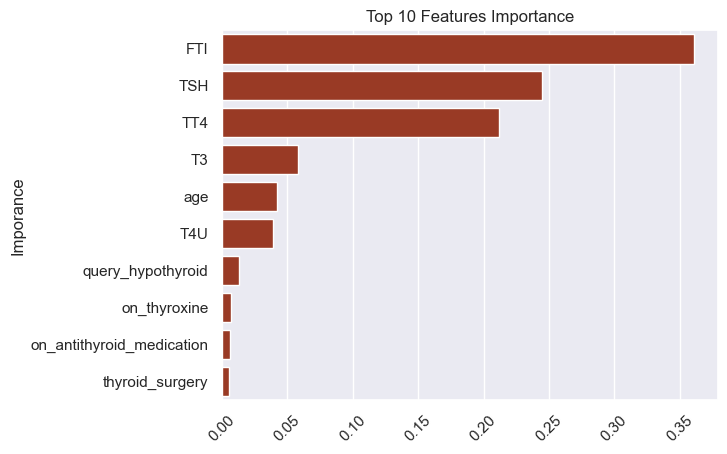 Top 10 Features Importance
Imporance
FTI
TSH
TT4
T3
age
T4U
query_hypothyroid
on_thyroxine
on_antithyroid_medication
thyroid_surgery
0.00 0.05 0.10 0.15 0.20 0.25 0.30 0.35